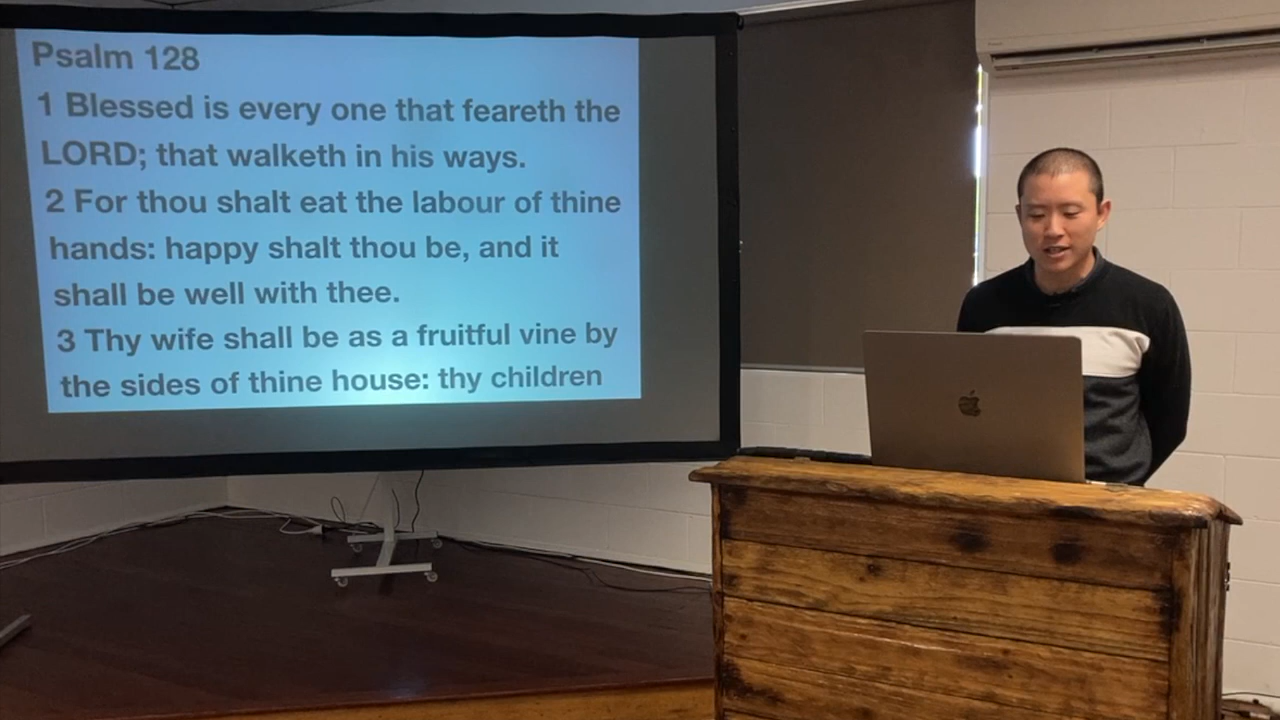 Psalm 128
1 Blessed is every one that feareth the
LORD; that walketh in his ways.
2 For thou shalt eat the labour of thine
hands: happy shalt thou be, and it
shall be well with thee.
3 Thy wife shall be as a fruitful vine by
the sides of thine house: thy children